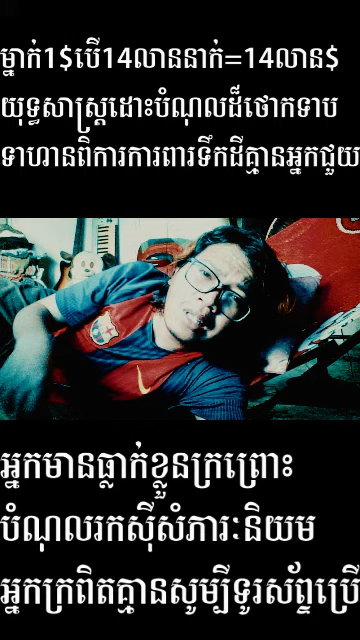 ម្នាក់1$បើ14លាននាក់=14លាន$
យុទ្ធសាស្ត្រដោះបំណុលដ៏ថោកទាប
ទាហានពិការការពារទឹកដីគ្មានអ្នកជួយ
អ្នកមានធ្លាក់ខ្លួនក្រព្រោះ
បំណុលរកស៊ីសំភារៈនិយម
អ្នកក្រពិតគ្មានសូម្បីទូរស័ព្ទប្រើ